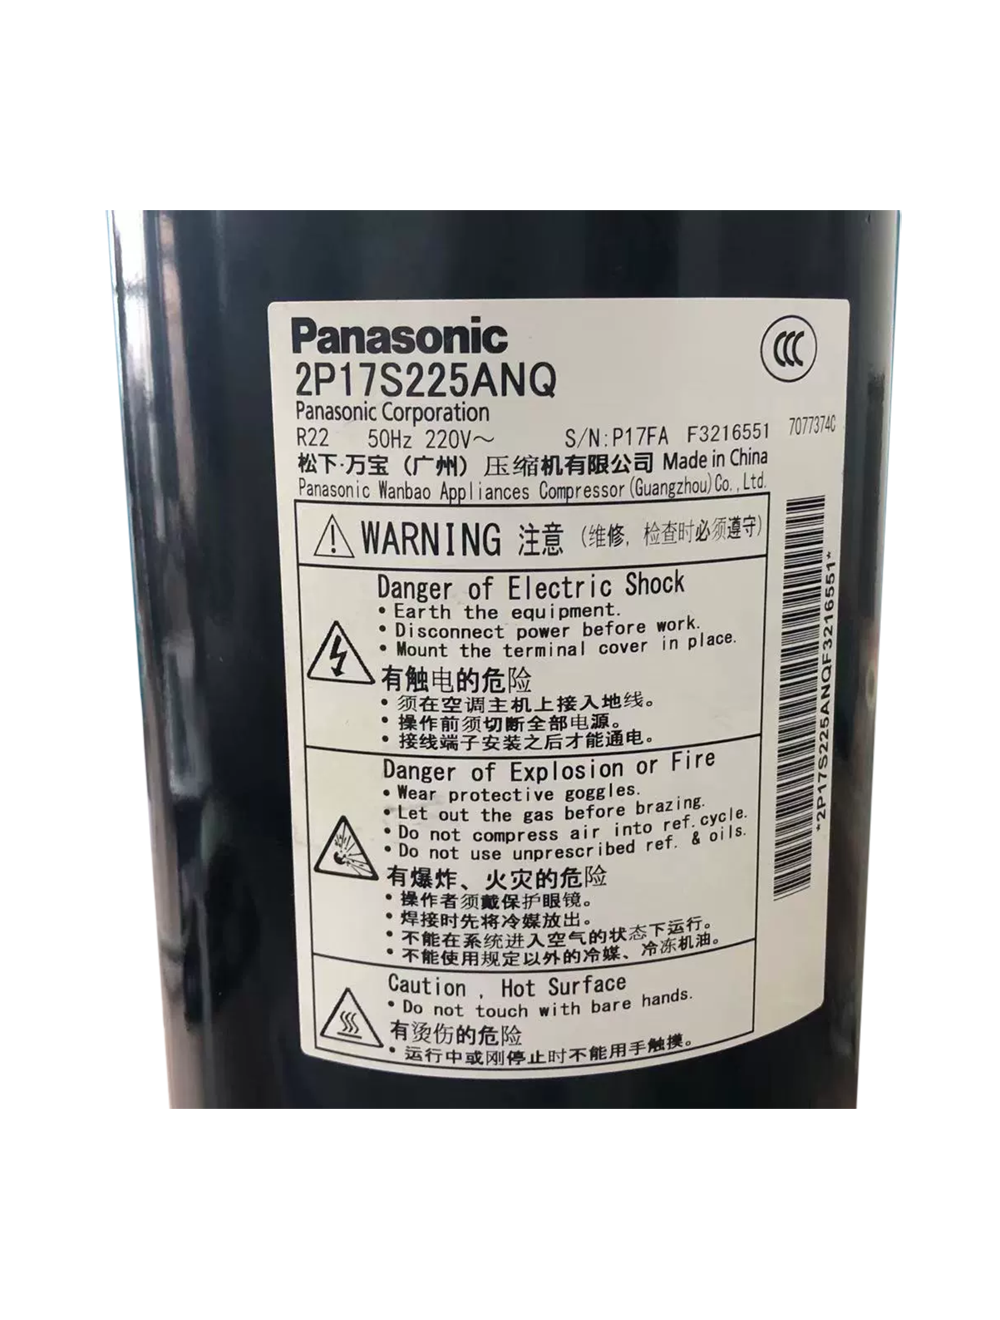 Panasonic
2P17S225ANQ
Panasonic Corporation
R22 50Hz 220V～ S/N:P17FA F3216551 7077374C
松下·万宝（广州）压缩机有限公司 Made in China
Panasonic Wanbao Appliances Compressor(Guangzhou)Co.,Ltd.
WARNING 注意（维修，检查时必须遵守）
Danger of Electric Shock
• Earth the equipment.
• Disconnect power before work.
• Mount the terminal cover in place.
有触电的危险
• 须在空调主机上接入地线。
• 操作前须切断全部电源。
• 接线端子安装之后才能通电。
Danger of Explosion or Fire
• Wear protective goggles.
• Let out the gas before brazing.
• Do not compress air into ref.cycle.
• Do not use unprescribed ref. & oils.
有爆炸、火灾的危险
• 操作者须戴保护眼镜。
• 焊接时先将冷媒放出。
• 不能在系统进入空气的状态下运行。
• 不能使用规定以外的冷媒、冷冻机油。
Caution , Hot Surface
• Do not touch with bare hands.
有烫伤的危险
• 运行中或刚停止时不能用手触摸。
*2P17S225ANQF3216551*
CCC